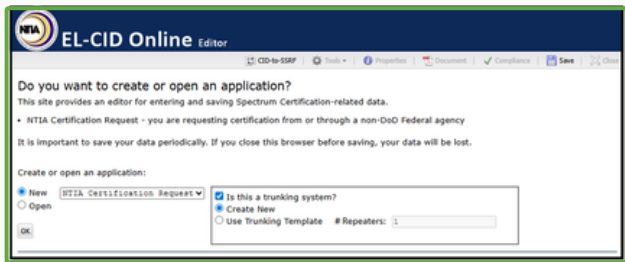 NTIA
EL-CID Online Editor
CID-to-SSRF | Tools | Properties | Document | Compliance | Save | Close
Do you want to create or open an application?
This site provides an editor for entering and saving Spectrum Certification-related data.
• NTIA Certification Request - you are requesting certification from or through a non-DoD Federal agency
It is important to save your data periodically. If you close this browser before saving, your data will be lost.
Create or open an application:
New NTIA Certification Request
Open
OK
Is this a trunking system?
Create New
Use Trunking Template # Repeaters: 1